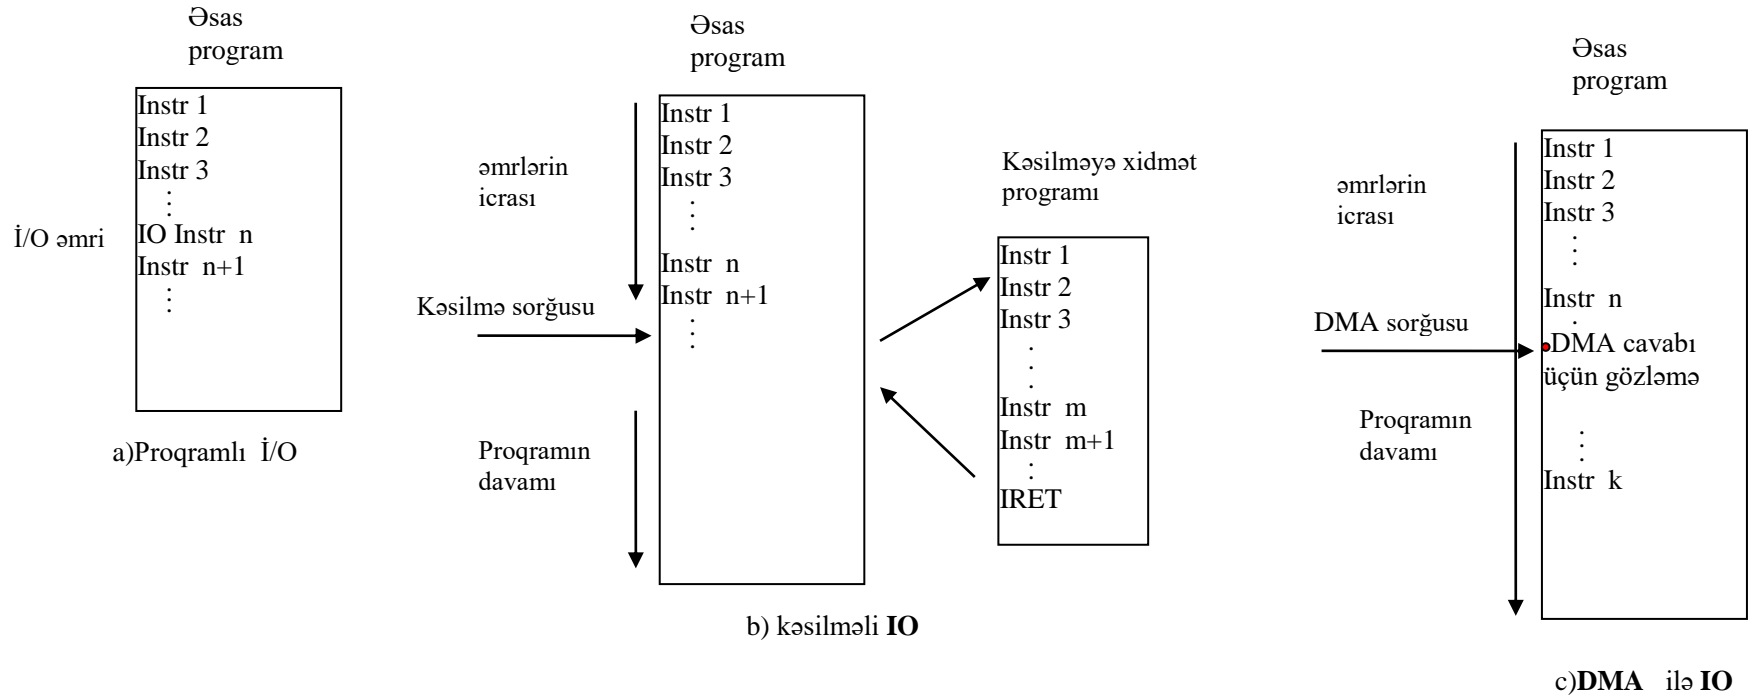 Əsas
program
Instr 1
Instr 2
Instr 3
İ/O əmri
IO Instr n
Instr n+1
a)Proqramlı İ/O
Əsas
program
əmrlərin
icrası
Instr 1
Instr 2
Instr 3
Instr n
Instr n+1
Kəsilmə sorğusu
Proqramın
davamı
Kəsilməyə xidmət
programı
Instr 1
Instr 2
Instr 3
Instr m
Instr m+1
IRET
b) kəsilməli IO
Əsas
program
əmrlərin
icrası
Instr 1
Instr 2
Instr 3
Instr n
DMA sorğusu
DMA cavabı
üçün gözləmə
Proqramın
davamı
Instr k
c)DMA ilə IO